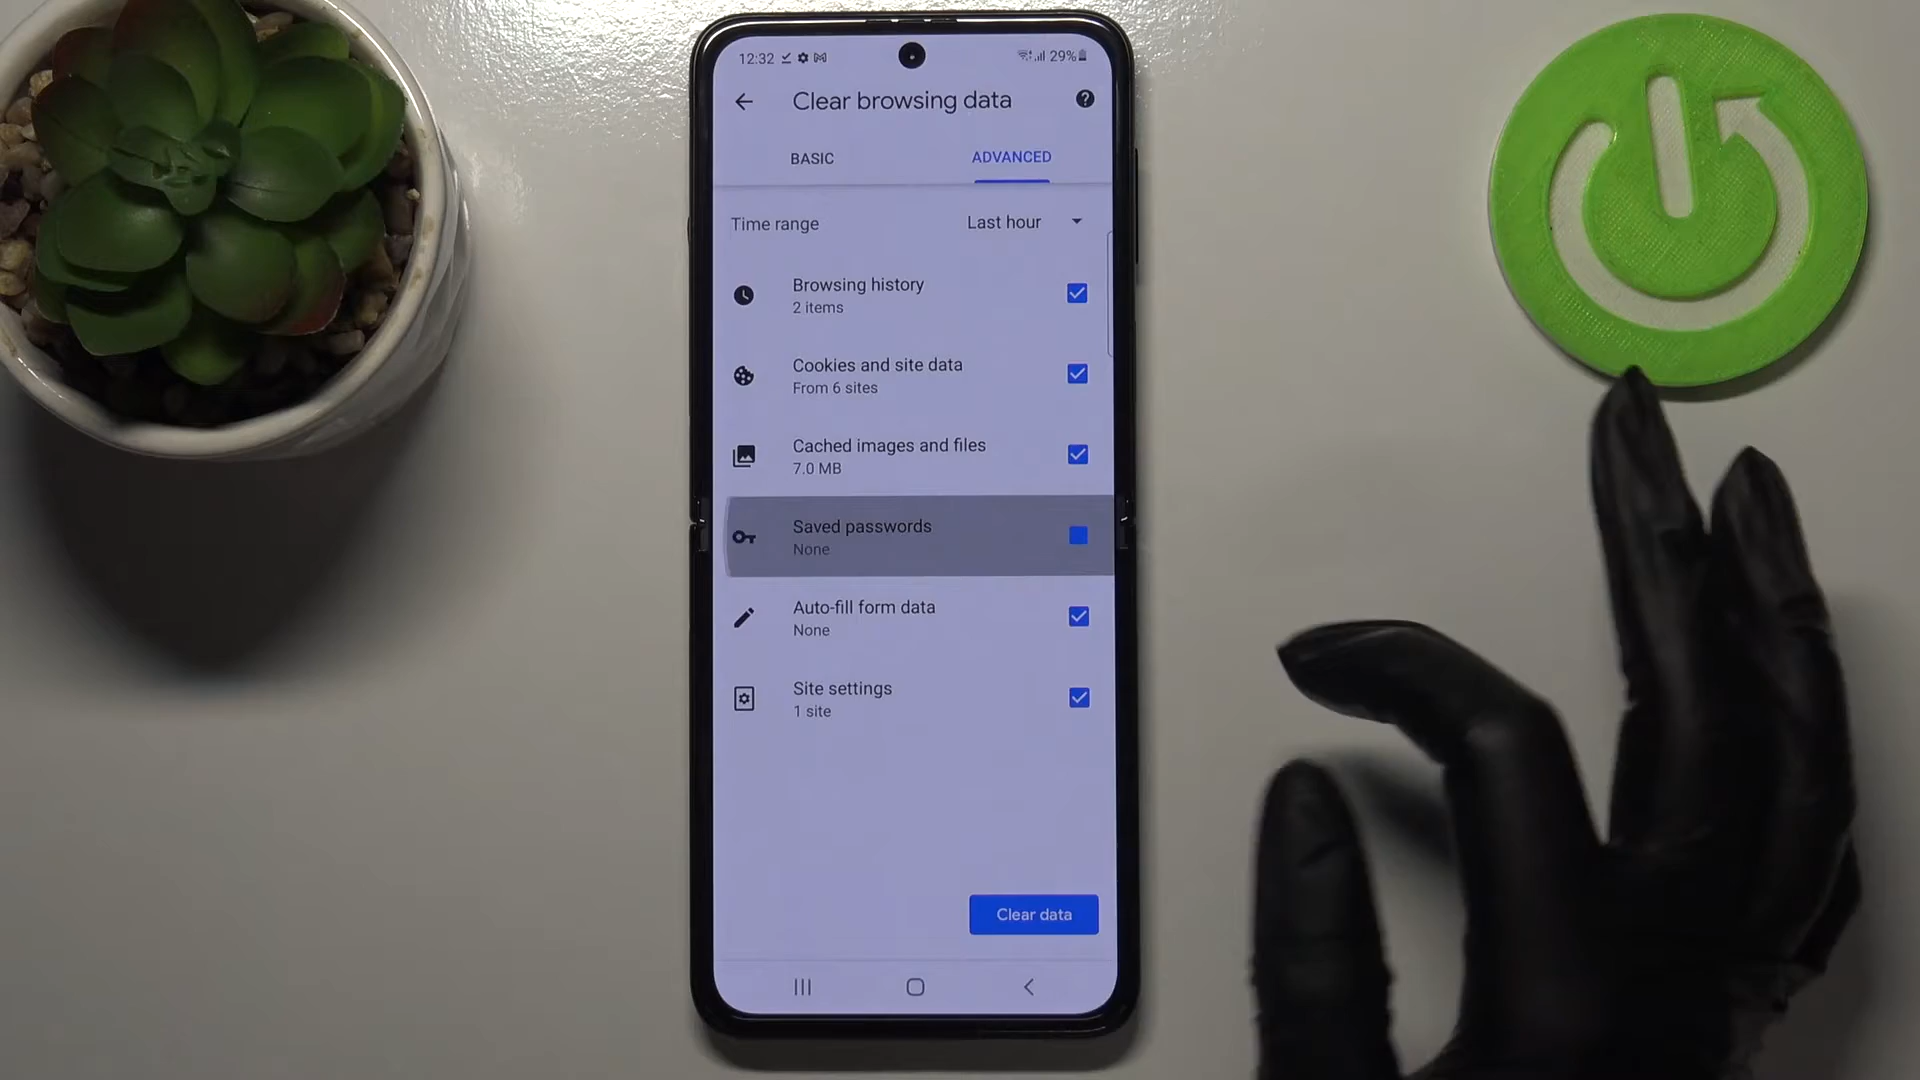 12:32 29%
Clear browsing data
BASIC ADVANCED
Time range Last hour
Browsing history
2 items
Cookies and site data
From 6 sites
Cached images and files
7.0 MB
Saved passwords
None
Auto-fill form data
None
Site settings
1 site
Clear data